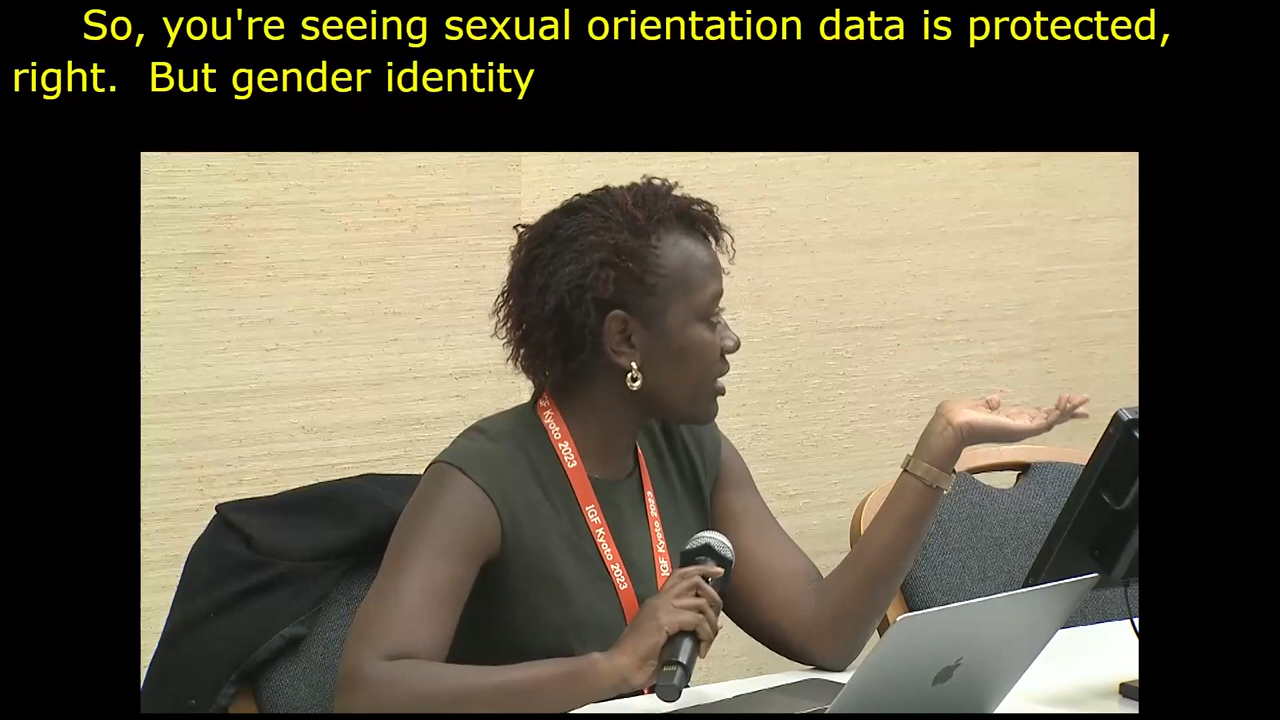 So, you're seeing sexual orientation data is protected,
right.  But gender identity
IGF Kyoto 2023
IGF Kyoto 2023
IGF Kyoto 2023